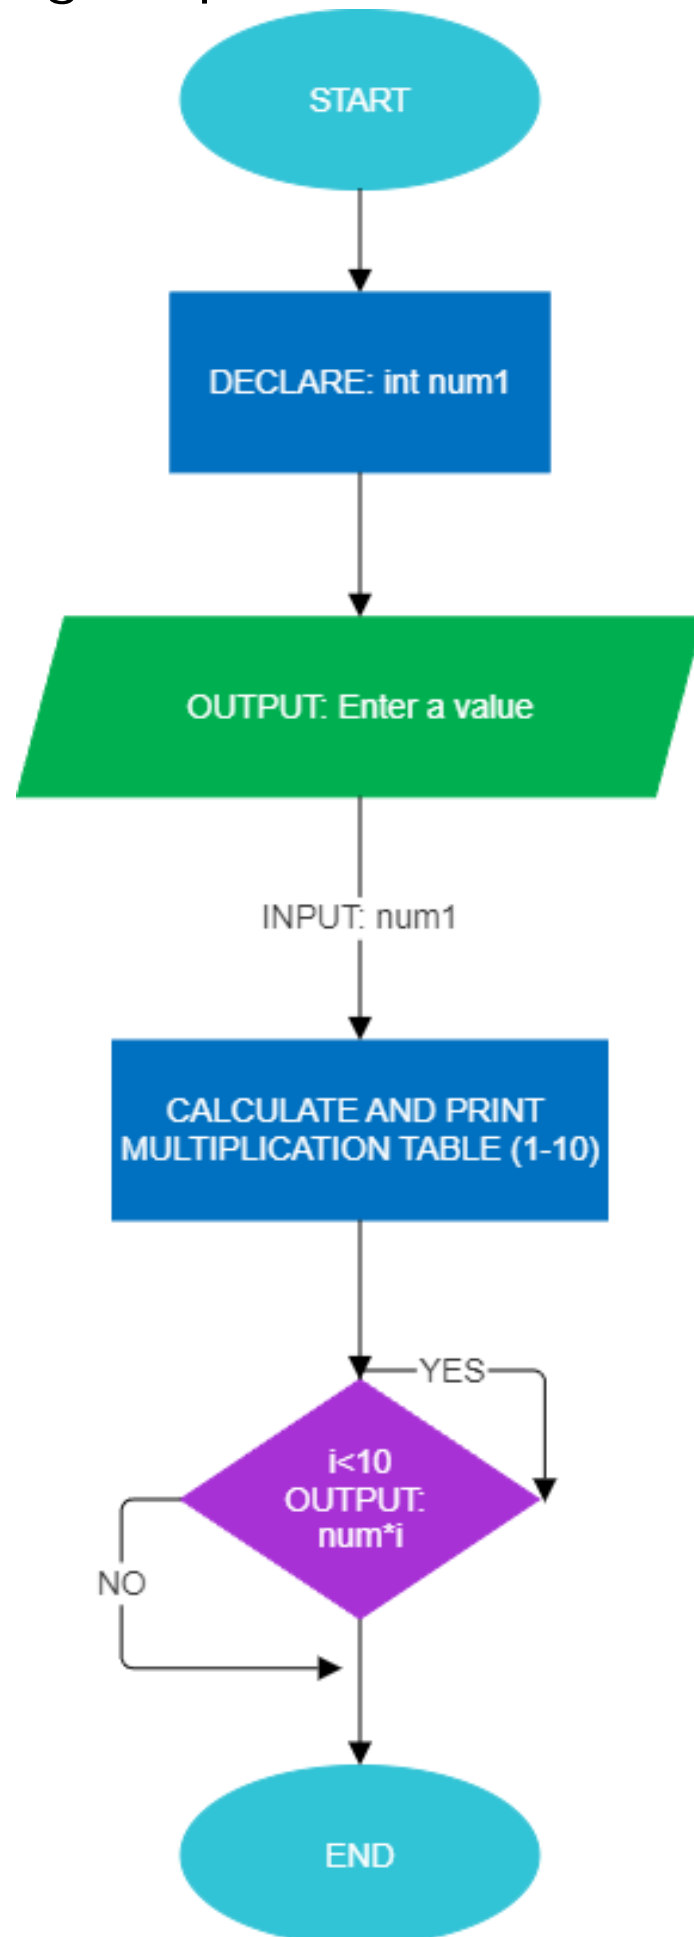 START
DECLARE: int num1
OUTPUT: Enter a value
INPUT: num1
CALCULATE AND PRINT
MULTIPLICATION TABLE (1-10)
YES
i<10
OUTPUT:
num*i
NO
END